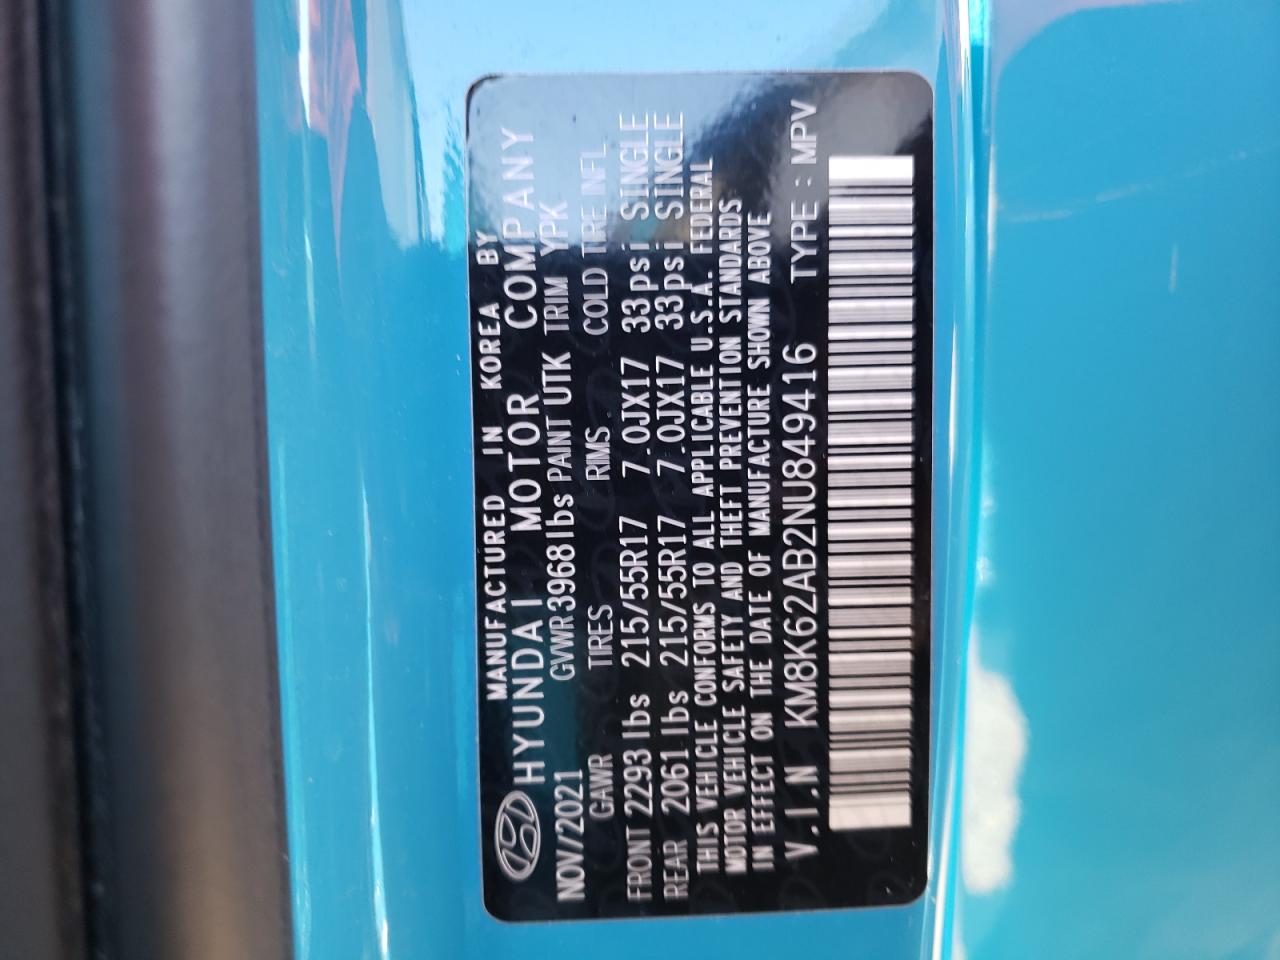 MANUFACTURED IN KOREA BY
HYUNDAI MOTOR COMPANY
NOV/2021 GVWR3968lbs PAINT UTK TRIM YPK
GAWR TIRES RIMS COLD TIRE INFL
FRONT 2293 lbs 215/55R17 7.0JX17 33psi SINGLE
REAR 2061 lbs 215/55R17 7.0JX17 33psi SINGLE
THIS VEHICLE CONFORMS TO ALL APPLICABLE U.S.A. FEDERAL
MOTOR VEHICLE SAFETY AND THEFT PREVENTION STANDARDS
IN EFFECT ON THE DATE OF MANUFACTURE SHOWN ABOVE
V.I.N KM8K62AB2NU849416 TYPE : MPV